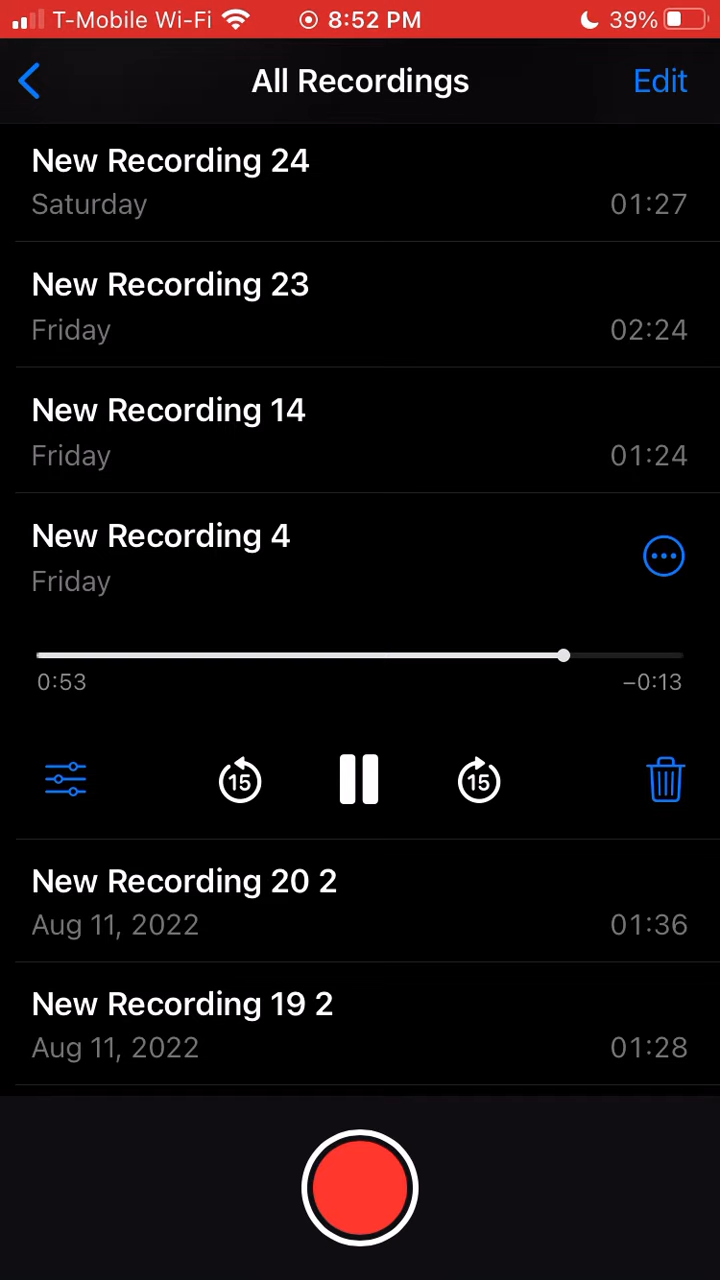 T-Mobile Wi-Fi 8:52 PM 39%
All Recordings Edit
New Recording 24
Saturday 01:27
New Recording 23
Friday 02:24
New Recording 14
Friday 01:24
New Recording 4
Friday
0:53 −0:13
15 15
New Recording 20 2
Aug 11, 2022 01:36
New Recording 19 2
Aug 11, 2022 01:28